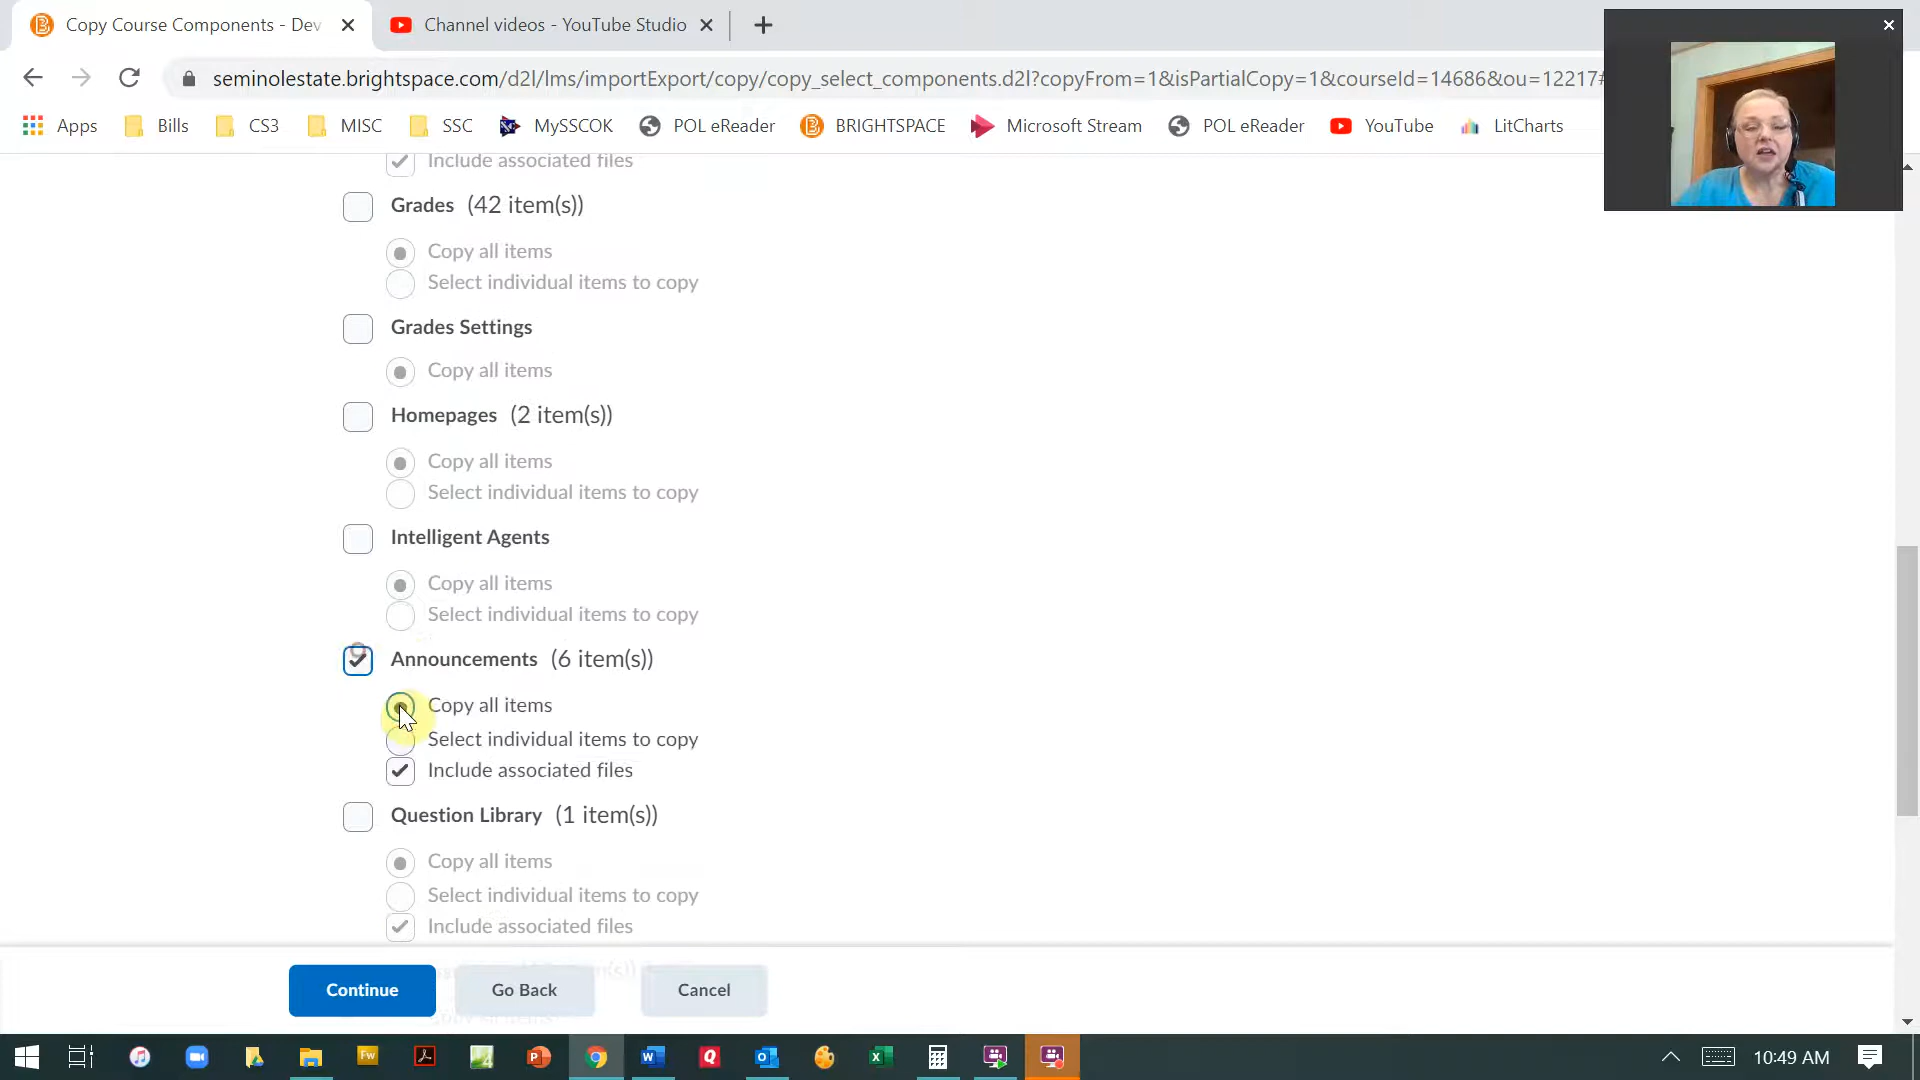 Copy Course Components - Dev
Channel videos - YouTube Studio
seminolestate.brightspace.com/d2l/lms/importExport/copy/copy_select_components.d2l?copyFrom=1&isPartialCopy=1&courseId=14686&ou=12217#
Apps
Bills
CS3
MISC
SSC
MySSCOK
POL eReader
BRIGHTSPACE
Microsoft Stream
POL eReader
YouTube
LitCharts
Include associated files
Grades (42 item(s))
Copy all items
Select individual items to copy
Grades Settings
Copy all items
Homepages (2 item(s))
Copy all items
Select individual items to copy
Intelligent Agents
Copy all items
Select individual items to copy
Announcements (6 item(s))
Copy all items
Select individual items to copy
Include associated files
Question Library (1 item(s))
Copy all items
Select individual items to copy
Include associated files
Continue
Go Back
Cancel
Fw
10:49 AM